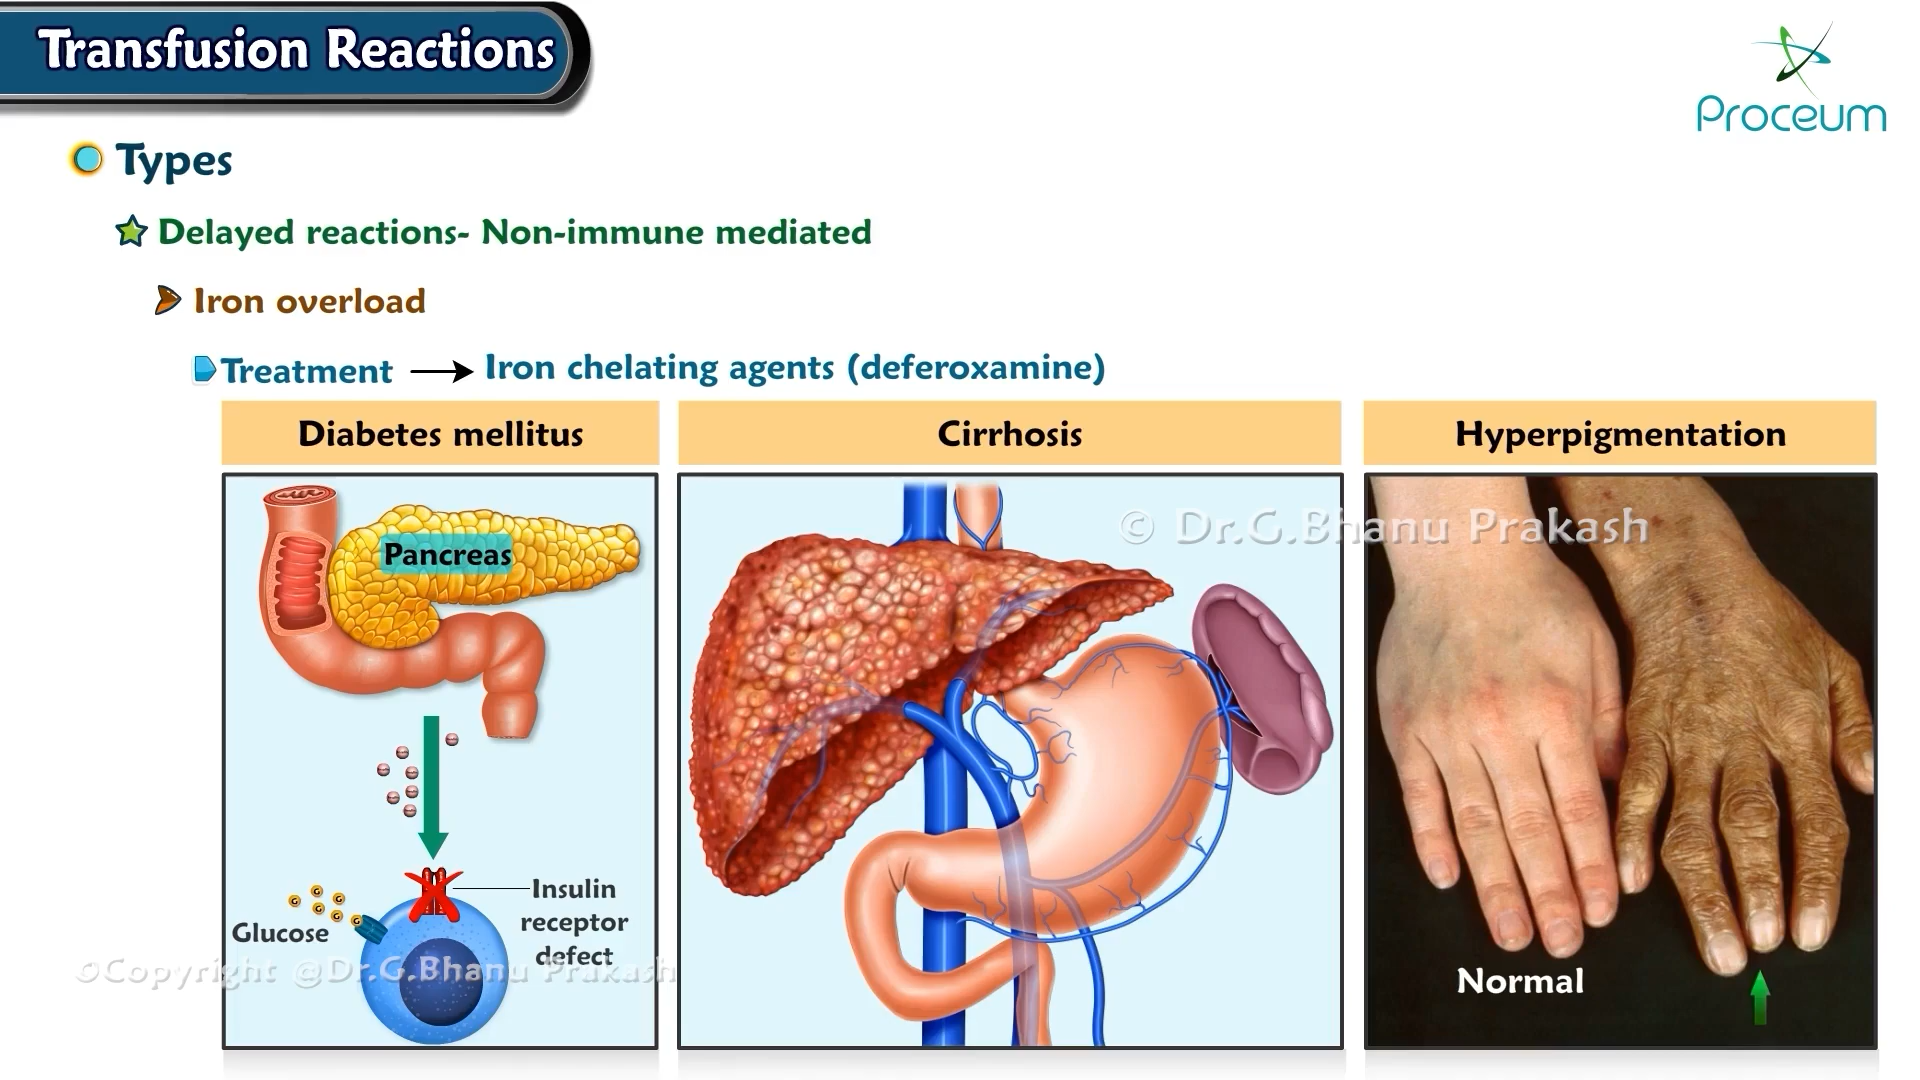 Transfusion Reactions
Proceum
Types
Delayed reactions- Non-immune mediated
Iron overload
Treatment → Iron chelating agents (deferoxamine)
Diabetes mellitus
Cirrhosis
Hyperpigmentation
© Dr.G.Bhanu Prakash
Pancreas
Insulin
receptor
defect
G
G
G
G
G
G
Glucose
©Copyright @Dr.G.Bhanu Prakash
Normal